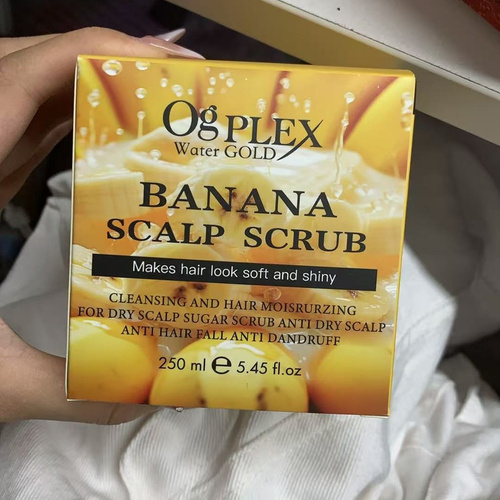 OgPLEX
Water GOLD
BANANA
SCALP SCRUB
Makes hair look soft and shiny
CLEANSING AND HAIR MOISRURZING
FOR DRY SCALP SUGAR SCRUB ANTI DRY SCALP
ANTI HAIR FALL ANTI DANDRUFF
250 ml ℮ 5.45 fl.oz